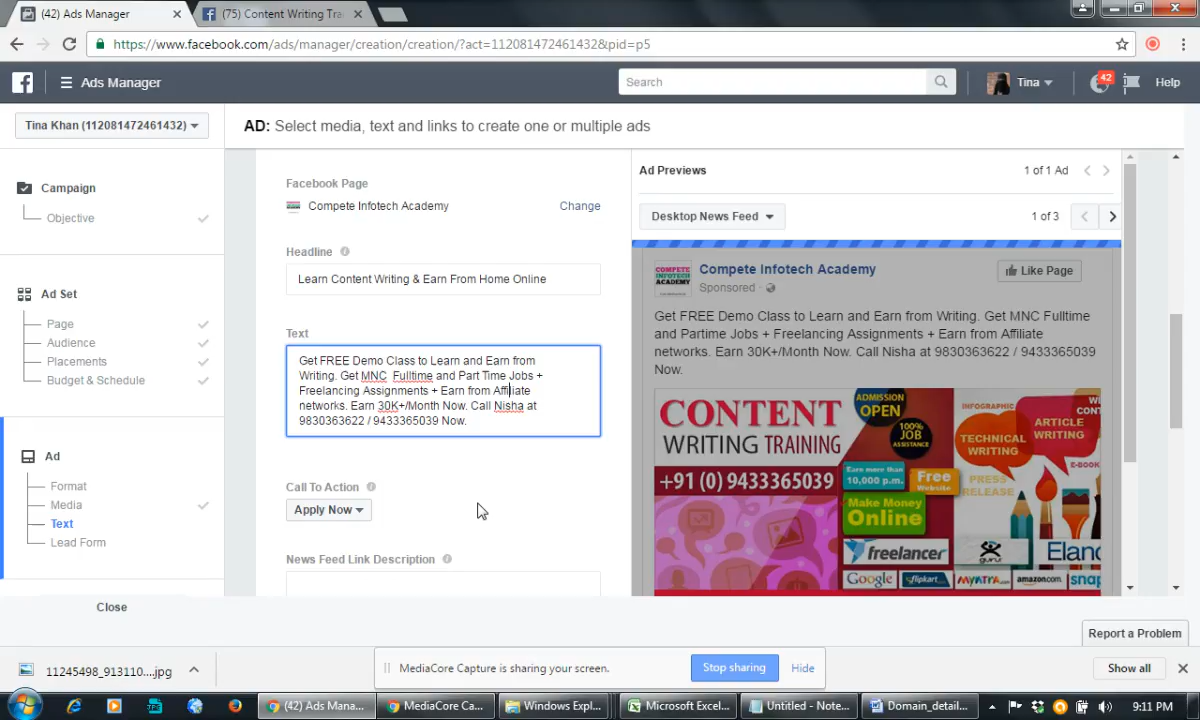 (42) Ads Manager
(75) Content Writing Tra
https://www.facebook.com/ads/manager/creation/creation/?act=112081472461432&pid=p5
Ads Manager
Search
Tina
42
Help
Tina Khan (112081472461432)
AD: Select media, text and links to create one or multiple ads
Campaign
Objective
Ad Set
Page
Audience
Placements
Budget & Schedule
Ad
Format
Media
Text
Lead Form
Close
Facebook Page
Compete Infotech Academy
Change
Headline
Learn Content Writing & Earn From Home Online
Text
Get FREE Demo Class to Learn and Earn from
Writing. Get MNC  Fulltime and Part Time Jobs +
Freelancing Assignments + Earn from Affiliate
networks. Earn 30K+/Month Now. Call Nisha at
9830363622 / 9433365039 Now.
Call To Action
Apply Now
News Feed Link Description
Ad Previews
1 of 1 Ad
Desktop News Feed
1 of 3
COMPETE
INFOTECH
ACADEMY
Compete Infotech Academy
Sponsored
Like Page
Get FREE Demo Class to Learn and Earn from Writing. Get MNC Fulltime
and Partime Jobs + Freelancing Assignments + Earn from Affiliate
networks. Earn 30K+/Month Now. Call Nisha at 9830363622 / 9433365039
Now.
CONTENT
WRITING TRAINING
+91 (0) 9433365039
ADMISSION
OPEN
100%
JOB
ASSISTANCE
Earn more than
10,000 p.m.
Free
Website
Make Money
Online
INFOGRAPHIC
TECHNICAL
WRITING
ARTICLE
WRITING
E-BOOK
PRESS
RELEASE
freelancer
guru
Elanc
Google
flipkart
Myntra
amazon.com
snap
Report a Problem
11245498_913110....jpg
MediaCore Capture is sharing your screen.
Stop sharing
Hide
Show all
(42) Ads Mana...
MediaCore Ca...
Windows Expl...
Microsoft Excel...
Untitled - Note...
Domain_detail...
9:11 PM